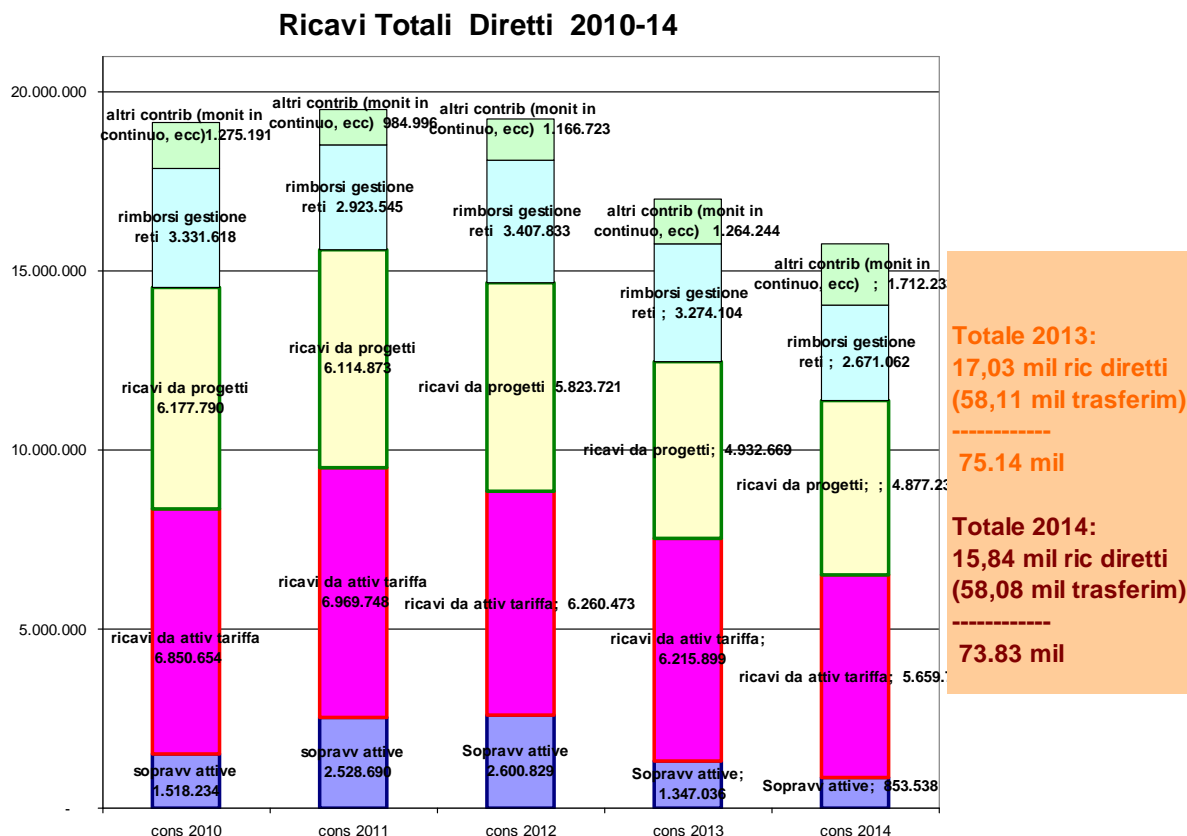 Ricavi Totali Diretti 2010-14
20.000.000
15.000.000
10.000.000
5.000.000
-
altri contrib (monit in
continuo, ecc)1.275.191
rimborsi gestione
reti 3.331.618
ricavi da progetti
6.177.790
ricavi da attiv tariffa
6.850.654
sopravv attive
1.518.234
cons 2010
altri contrib (monit in
continuo, ecc) 984.996
rimborsi gestione
reti 2.923.545
ricavi da progetti
6.114.873
ricavi da attiv tariffa
6.969.748
sopravv attive
2.528.690
cons 2011
altri contrib (monit in
continuo, ecc) 1.166.723
rimborsi gestione
reti 3.407.833
ricavi da progetti 5.823.721
ricavi da attiv tariffa; 6.260.473
Sopravv attive
2.600.829
cons 2012
altri contrib (monit in
continuo, ecc) 1.264.244
rimborsi gestione
reti ; 3.274.104
ricavi da progetti; 4.932.669
ricavi da attiv tariffa;
6.215.899
Sopravv attive;
1.347.036
cons 2013
altri contrib (monit in
continuo, ecc) ; 1.712.23
rimborsi gestione
reti ; 2.671.062
ricavi da progetti; ; 4.877.23
ricavi da attiv tariffa; 5.659.
Sopravv attive; 853.538
cons 2014
Totale 2013:
17,03 mil ric diretti
(58,11 mil trasferim)
------------
75.14 mil
Totale 2014:
15,84 mil ric diretti
(58,08 mil trasferim)
------------
73.83 mil